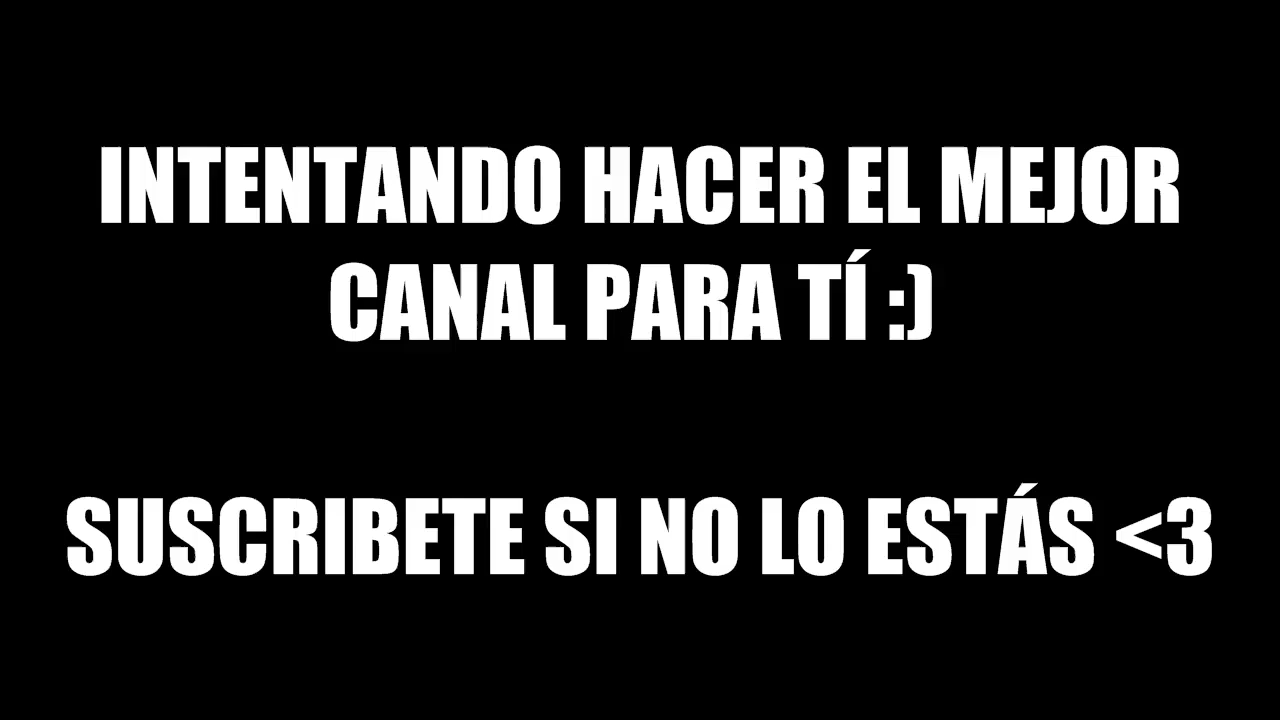 INTENTANDO HACER EL MEJOR
CANAL PARA TÍ :)
SUSCRIBETE SI NO LO ESTÁS <3